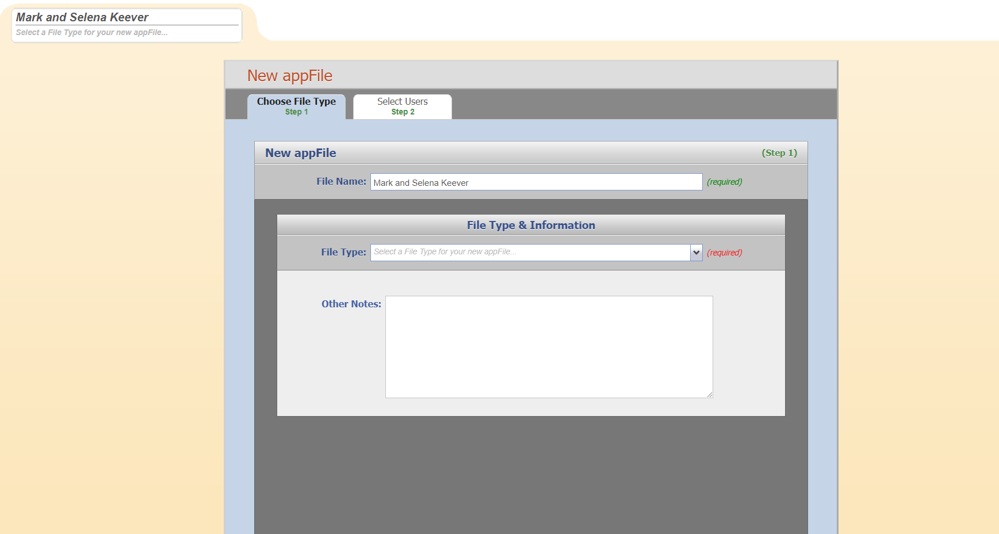 Mark and Selena Keever
Select a File Type for your new appFile...
New appFile
Choose File Type
Step 1
Select Users
Step 2
New appFile
(Step 1)
File Name: Mark and Selena Keever (required)
File Type & Information
File Type: Select a File Type for your new appFile... (required)
Other Notes: